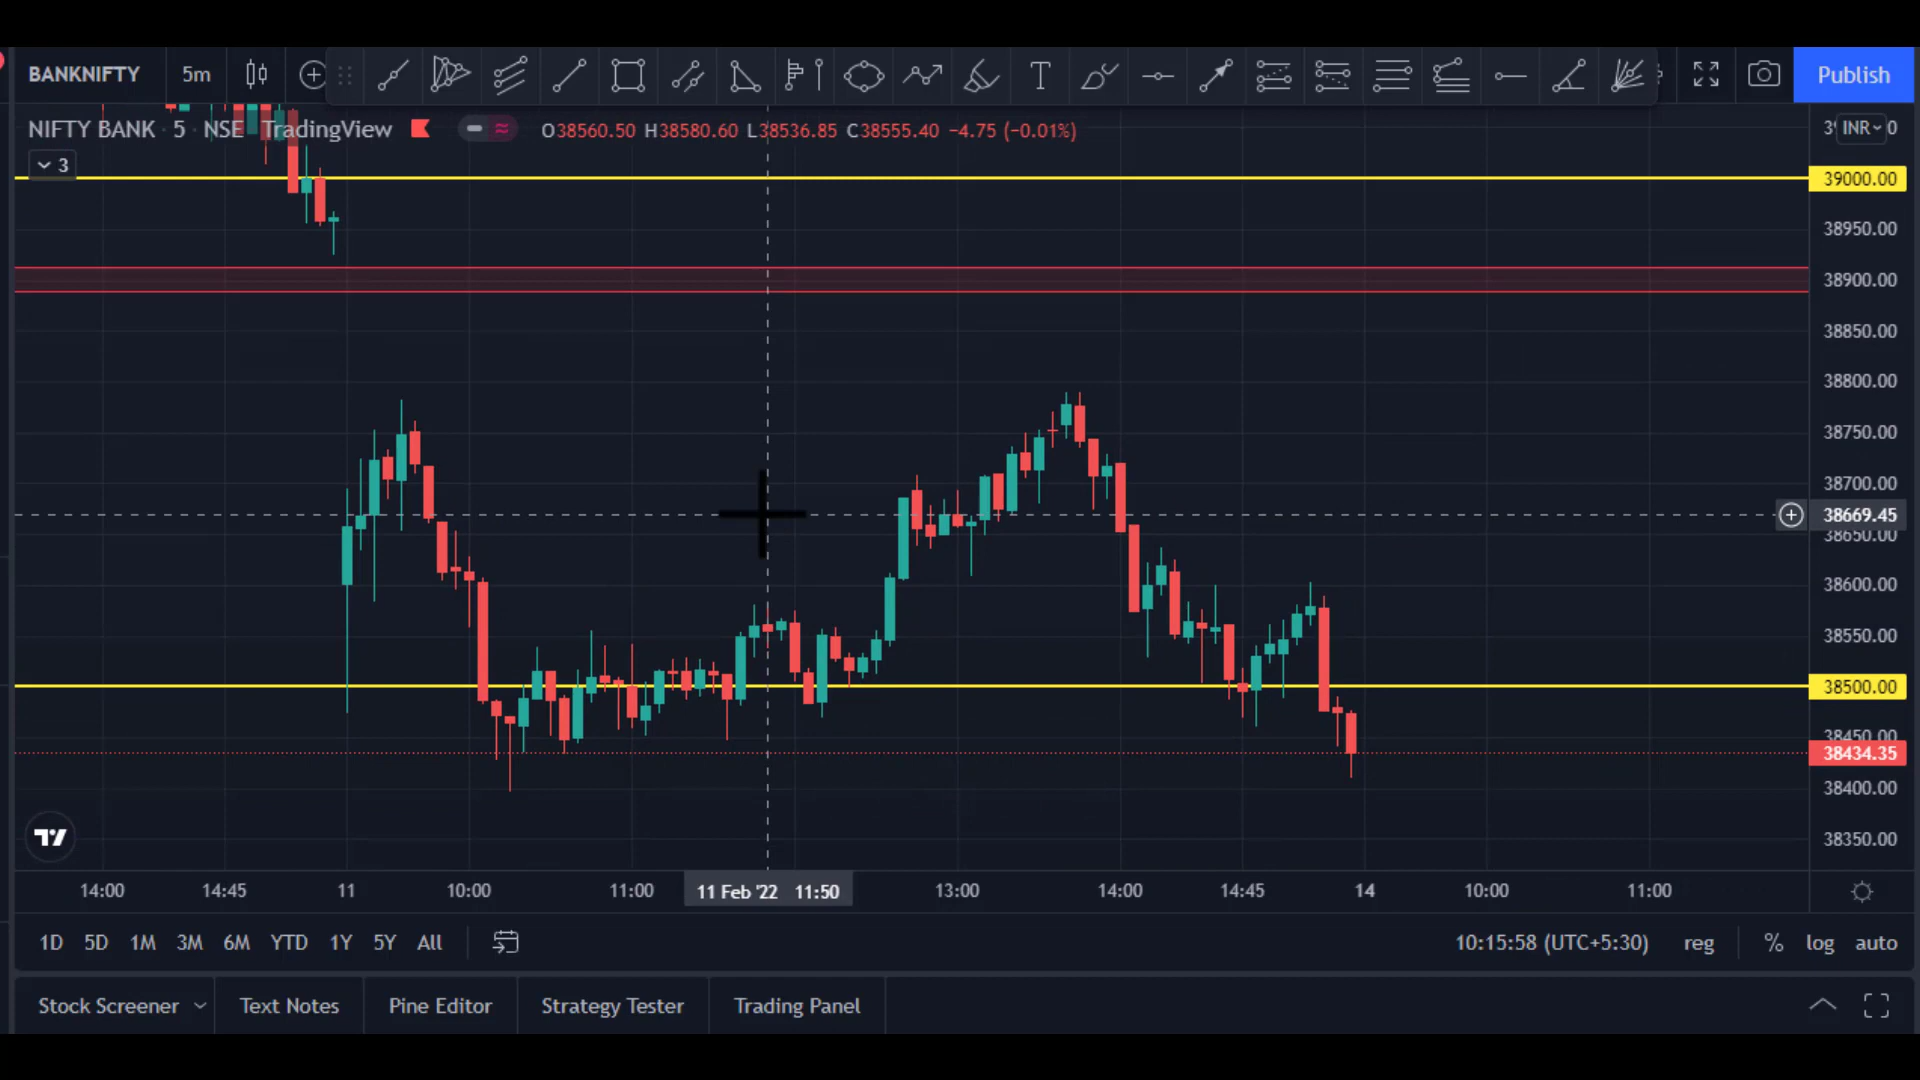 BANKNIFTY 5m Publish
NIFTY BANK · 5 · NSE TradingView O38560.50 H38580.60 L38536.85 C38555.40 −4.75 (−0.01%)
INR
3
39000.00
38950.00
38900.00
38850.00
38800.00
38750.00
38700.00
38669.45
38650.00
38600.00
38550.00
38500.00
38450.00
38434.35
38400.00
38350.00
14:00 14:45 11 10:00 11:00 11 Feb '22 11:50 13:00 14:00 14:45 14 10:00 11:00
1D 5D 1M 3M 6M YTD 1Y 5Y All 10:15:58 (UTC+5:30) reg % log auto
Stock Screener Text Notes Pine Editor Strategy Tester Trading Panel